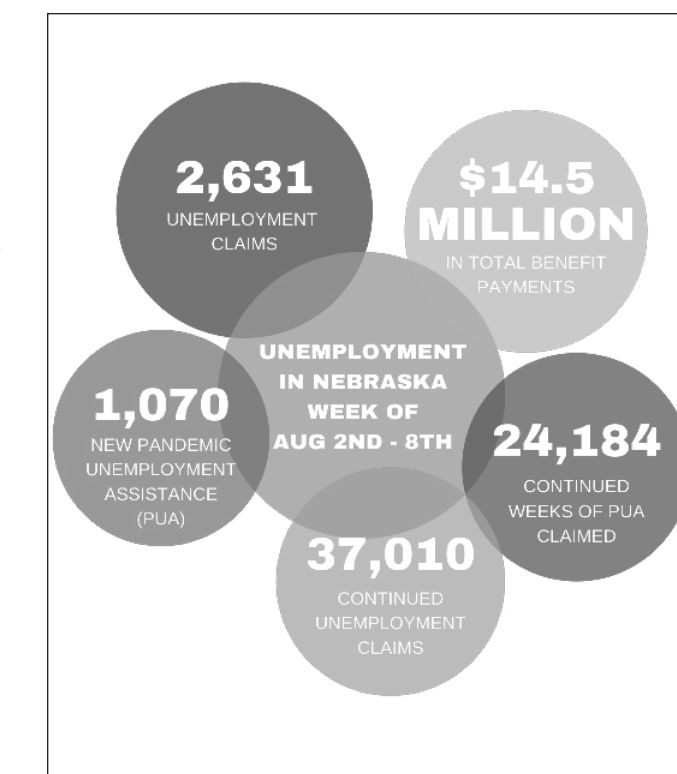 2,631
UNEMPLOYMENT
CLAIMS
$14.5
MILLION
IN TOTAL BENEFIT
PAYMENTS
UNEMPLOYMENT
IN NEBRASKA
WEEK OF
AUG 2ND - 8TH
1,070
NEW PANDEMIC
UNEMPLOYMENT
ASSISTANCE
(PUA)
24,184
CONTINUED
WEEKS OF PUA
CLAIMED
37,010
CONTINUED
UNEMPLOYMENT
CLAIMS